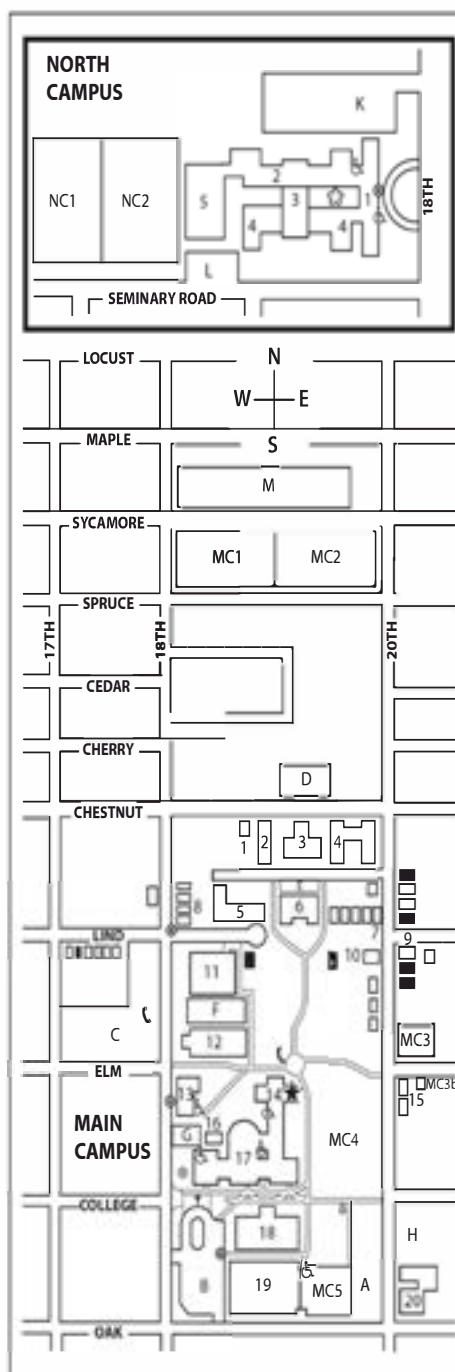 NORTH
CAMPUS
K
NC1
NC2
5
2
3
1
4
4
18TH
L
SEMINARY ROAD
LOCUST
N
W
E
S
MAPLE
M
SYCAMORE
MC1
MC2
SPRUCE
17TH
18TH
20TH
CEDAR
CHERRY
D
CHESTNUT
1
2
3
4
8
5
6
7
LIND
9
10
11
F
C
12
MC3
ELM
13
14
MC3B
15
MAIN
CAMPUS
16
G
17
MC4
COLLEGE
18
H
B
19
MC5
A
20
OAK